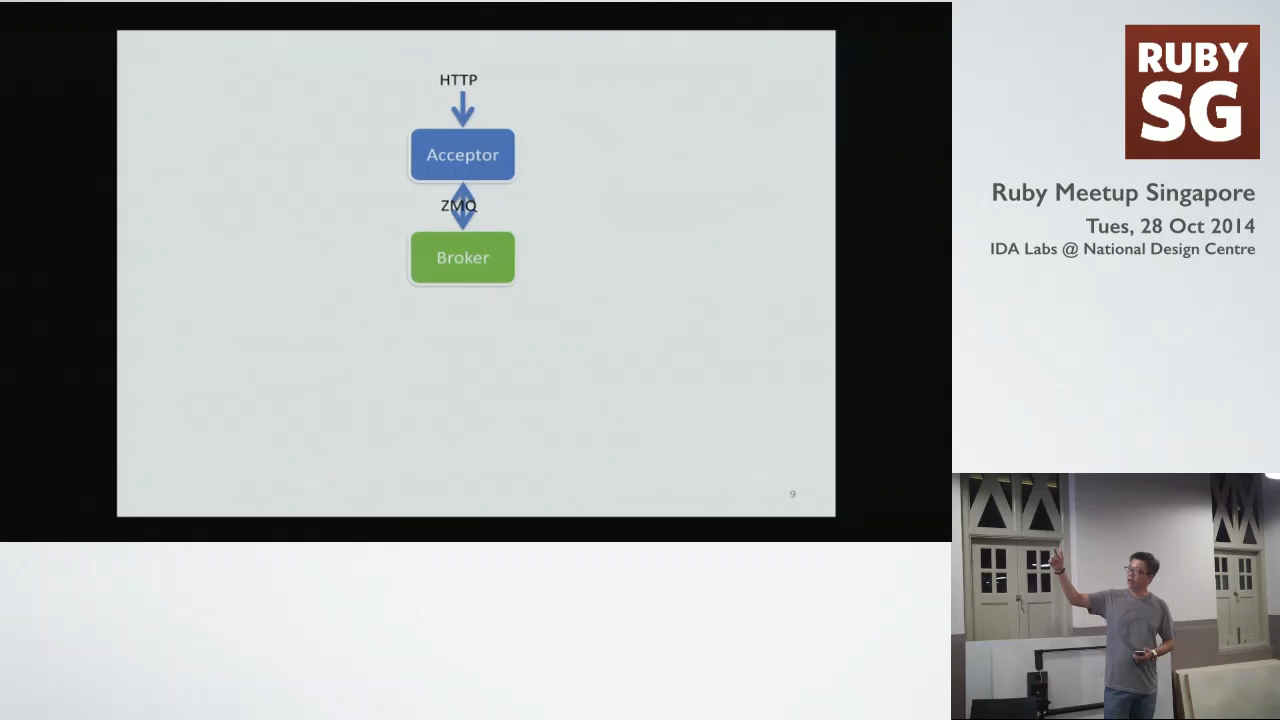 HTTP
Acceptor
ZMQ
Broker
9
RUBY
SG
Ruby Meetup Singapore
Tues, 28 Oct 2014
IDA Labs @ National Design Centre